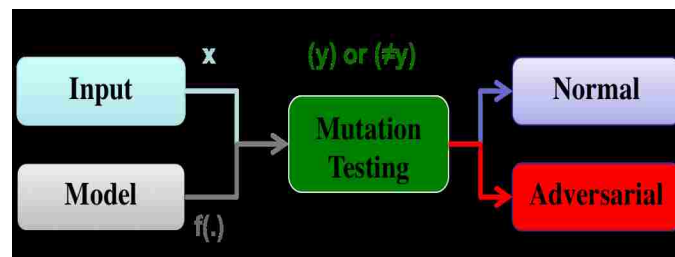 x
(y) or (≠y)
Input
Normal
Mutation
Testing
Model
Adversarial
f(.)